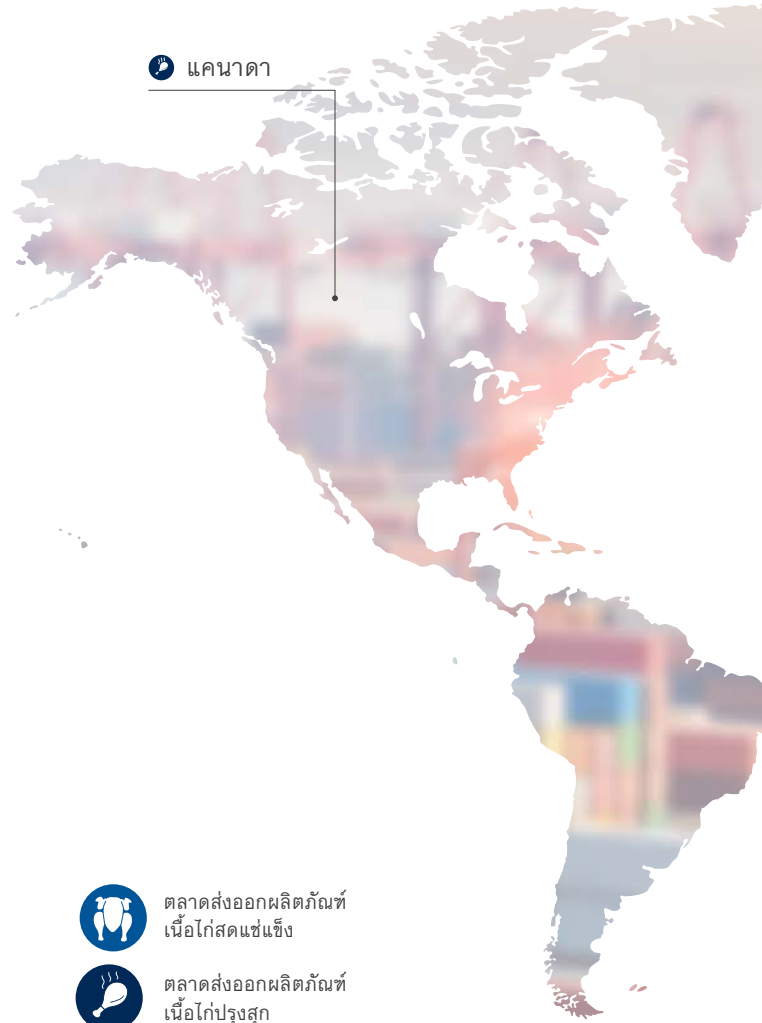 แคนาดา
ตลาดส่งออกผลิตภัณฑ์
เนื้อไก่สดแช่แข็ง
ตลาดส่งออกผลิตภัณฑ์
เนื้อไก่ปรุงสุก